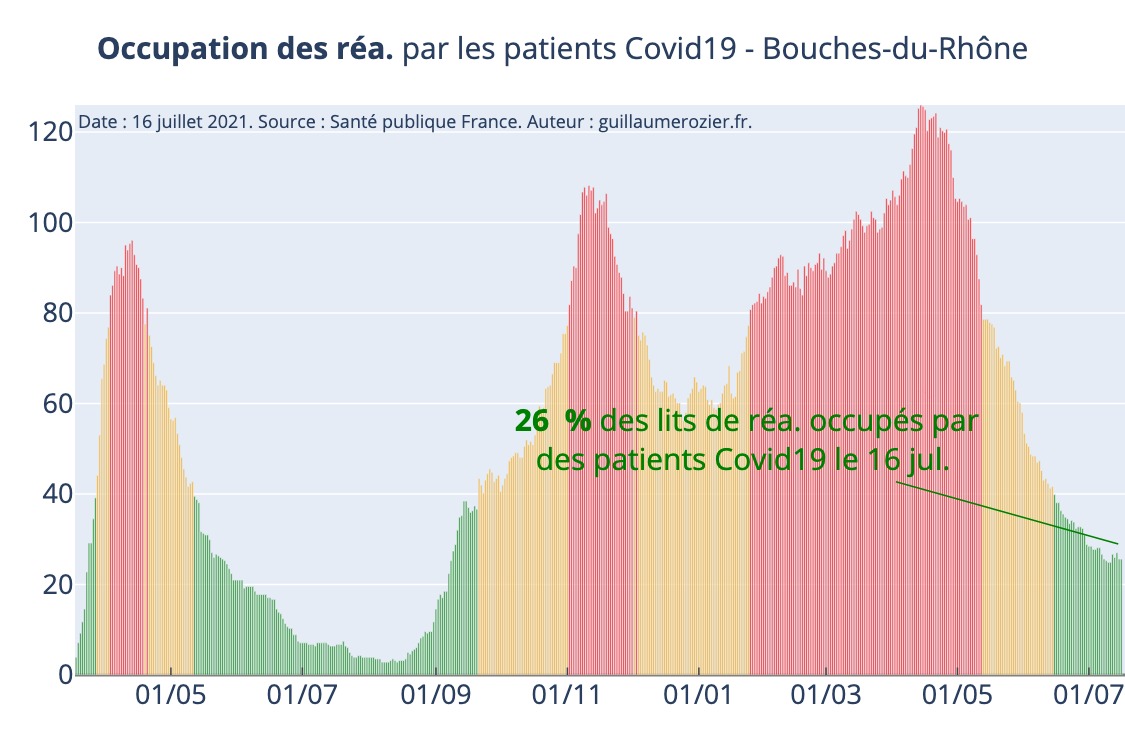 Occupation des réa. par les patients Covid19 - Bouches-du-Rhône
Date : 16 juillet 2021. Source : Santé publique France. Auteur : guillaumerozier.fr.
120
100
80
60
40
20
0
26 % des lits de réa. occupés par
des patients Covid19 le 16 jul.
01/05 01/07 01/09 01/11 01/01 01/03 01/05 01/07